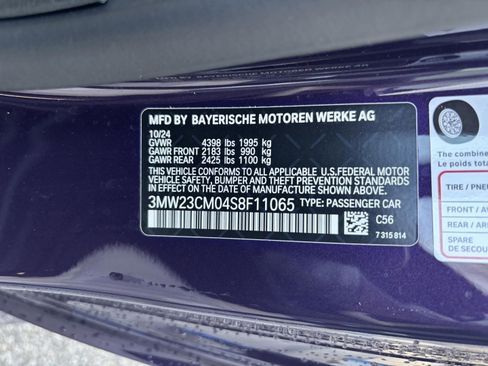 MFD BY BAYERISCHE MOTOREN WERKE AG
10/24
GVWR 4398 lbs 1995 kg
GAWR FRONT 2183 lbs 990 kg
GAWR REAR 2425 lbs 1100 kg
THIS VEHICLE CONFORMS TO ALL APPLICABLE U.S.FEDERAL MOTOR
VEHICLE SAFETY, BUMPER AND THEFT PREVENTION STANDARDS IN
EFFECT ON THE DATE OF MANUFACTURE SHOWN ABOVE.
3MW23CM04S8F11065 TYPE: PASSENGER CAR
C56
7 315 814
The combine
Le
TIRE / PNE
FRONT / AV
REAR / ARR
SPARE
DE SECOU